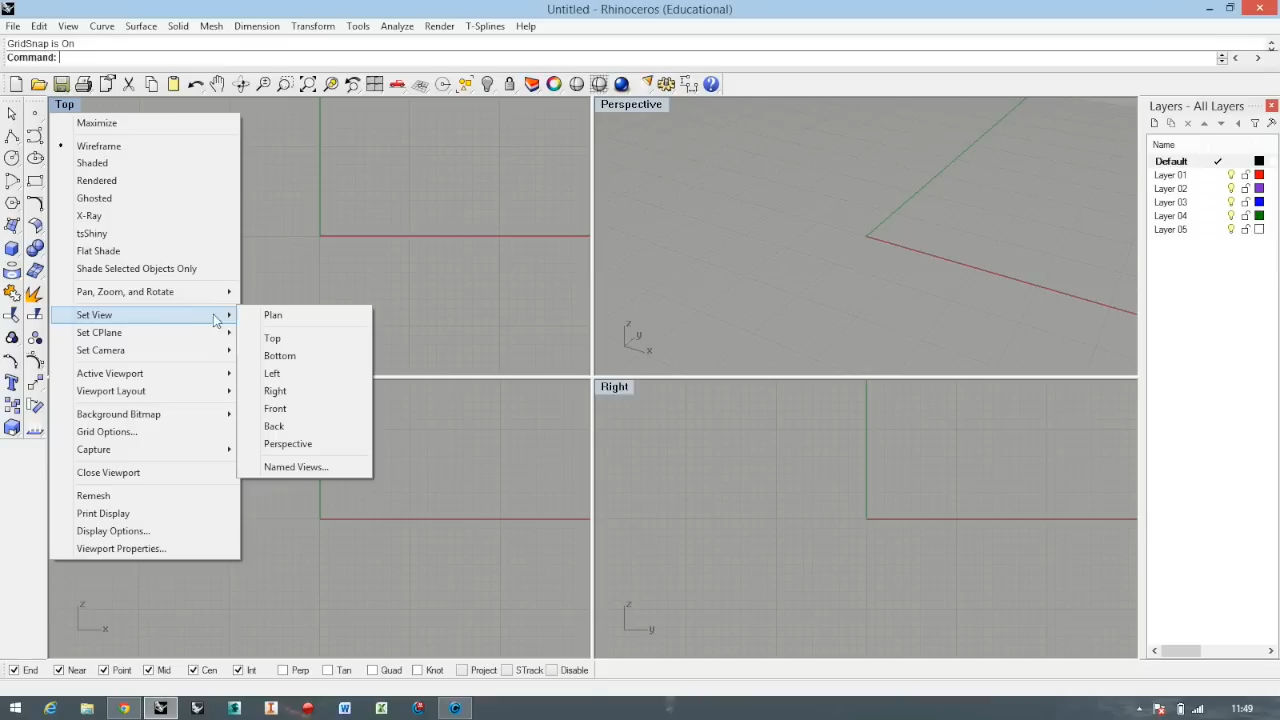 Untitled - Rhinoceros (Educational)
File Edit View Curve Surface Solid Mesh Dimension Transform Tools Analyze Render T-Splines Help
GridSnap is On
Command:
Top
Maximize
Wireframe
Shaded
Rendered
Ghosted
X-Ray
tsShiny
Flat Shade
Shade Selected Objects Only
Pan, Zoom, and Rotate
Set View
Set CPlane
Set Camera
Active Viewport
Viewport Layout
Background Bitmap
Grid Options...
Capture
Close Viewport
Remesh
Print Display
Display Options...
Viewport Properties...
Plan
Top
Bottom
Left
Right
Front
Back
Perspective
Named Views...
Perspective
z
y
x
Right
z
x
z
y
Layers - All Layers
Name
Default
Layer 01
Layer 02
Layer 03
Layer 04
Layer 05
End Near Point Mid Cen Int Perp Tan Quad Knot Project STrack Disable
11:49